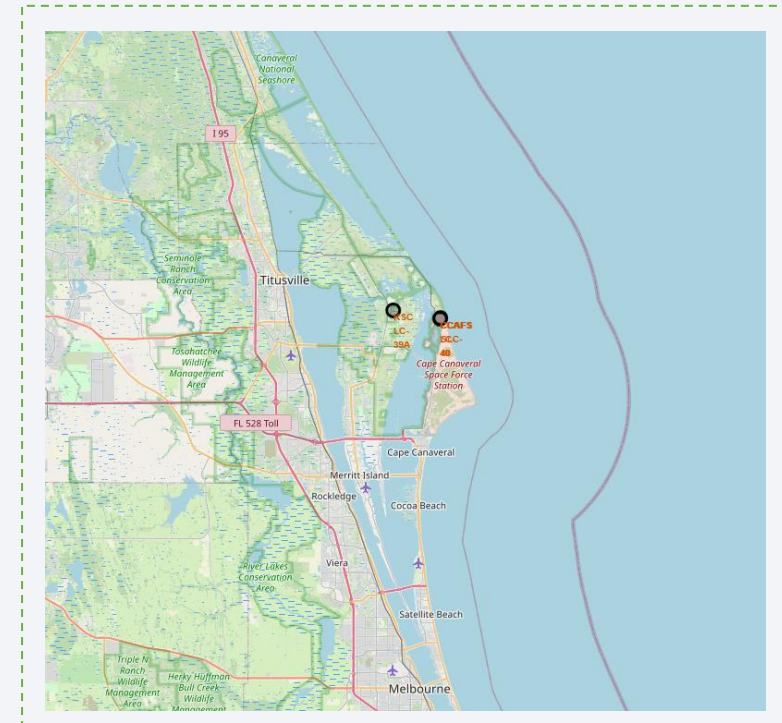 Canaveral
National
Seashore
I 95
Titusville
Seminole
Ranch
Conservation
Area
KSC
LC-
39A
CCAFS
SLC-
40
Cape Canaveral
Space Force
Station
Tosohatchee
Wildlife
Management
Area
FL 528 Toll
Cape Canaveral
Merritt Island
Rockledge
Cocoa Beach
Viera
River Lakes
Conservation
Area
Satellite Beach
Triple N
Ranch
Wildlife
Management
Area
Herky Huffman
Bull Creek
Wildlife
Management
Melbourne